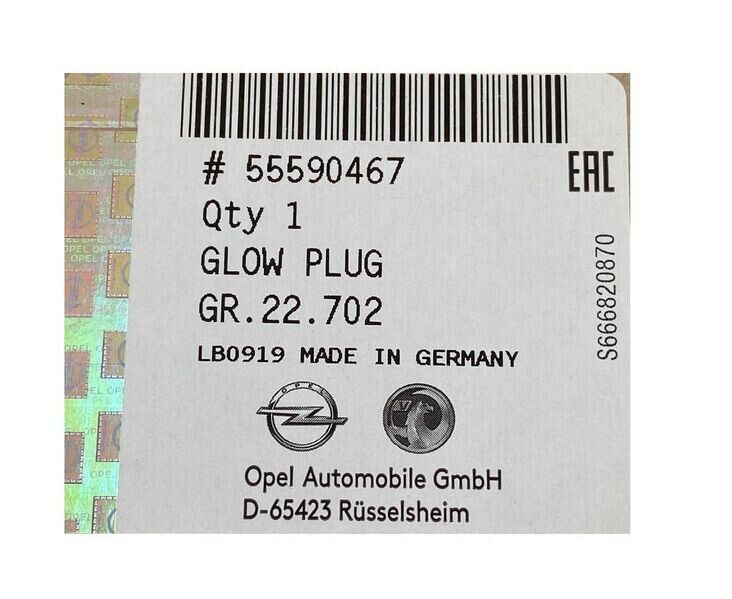 # 55590467
EAC
Qty 1
GLOW PLUG
GR.22.702
LB0919 MADE IN GERMANY
S666820870
OPEL
Opel Automobile GmbH
D-65423 Rüsselsheim